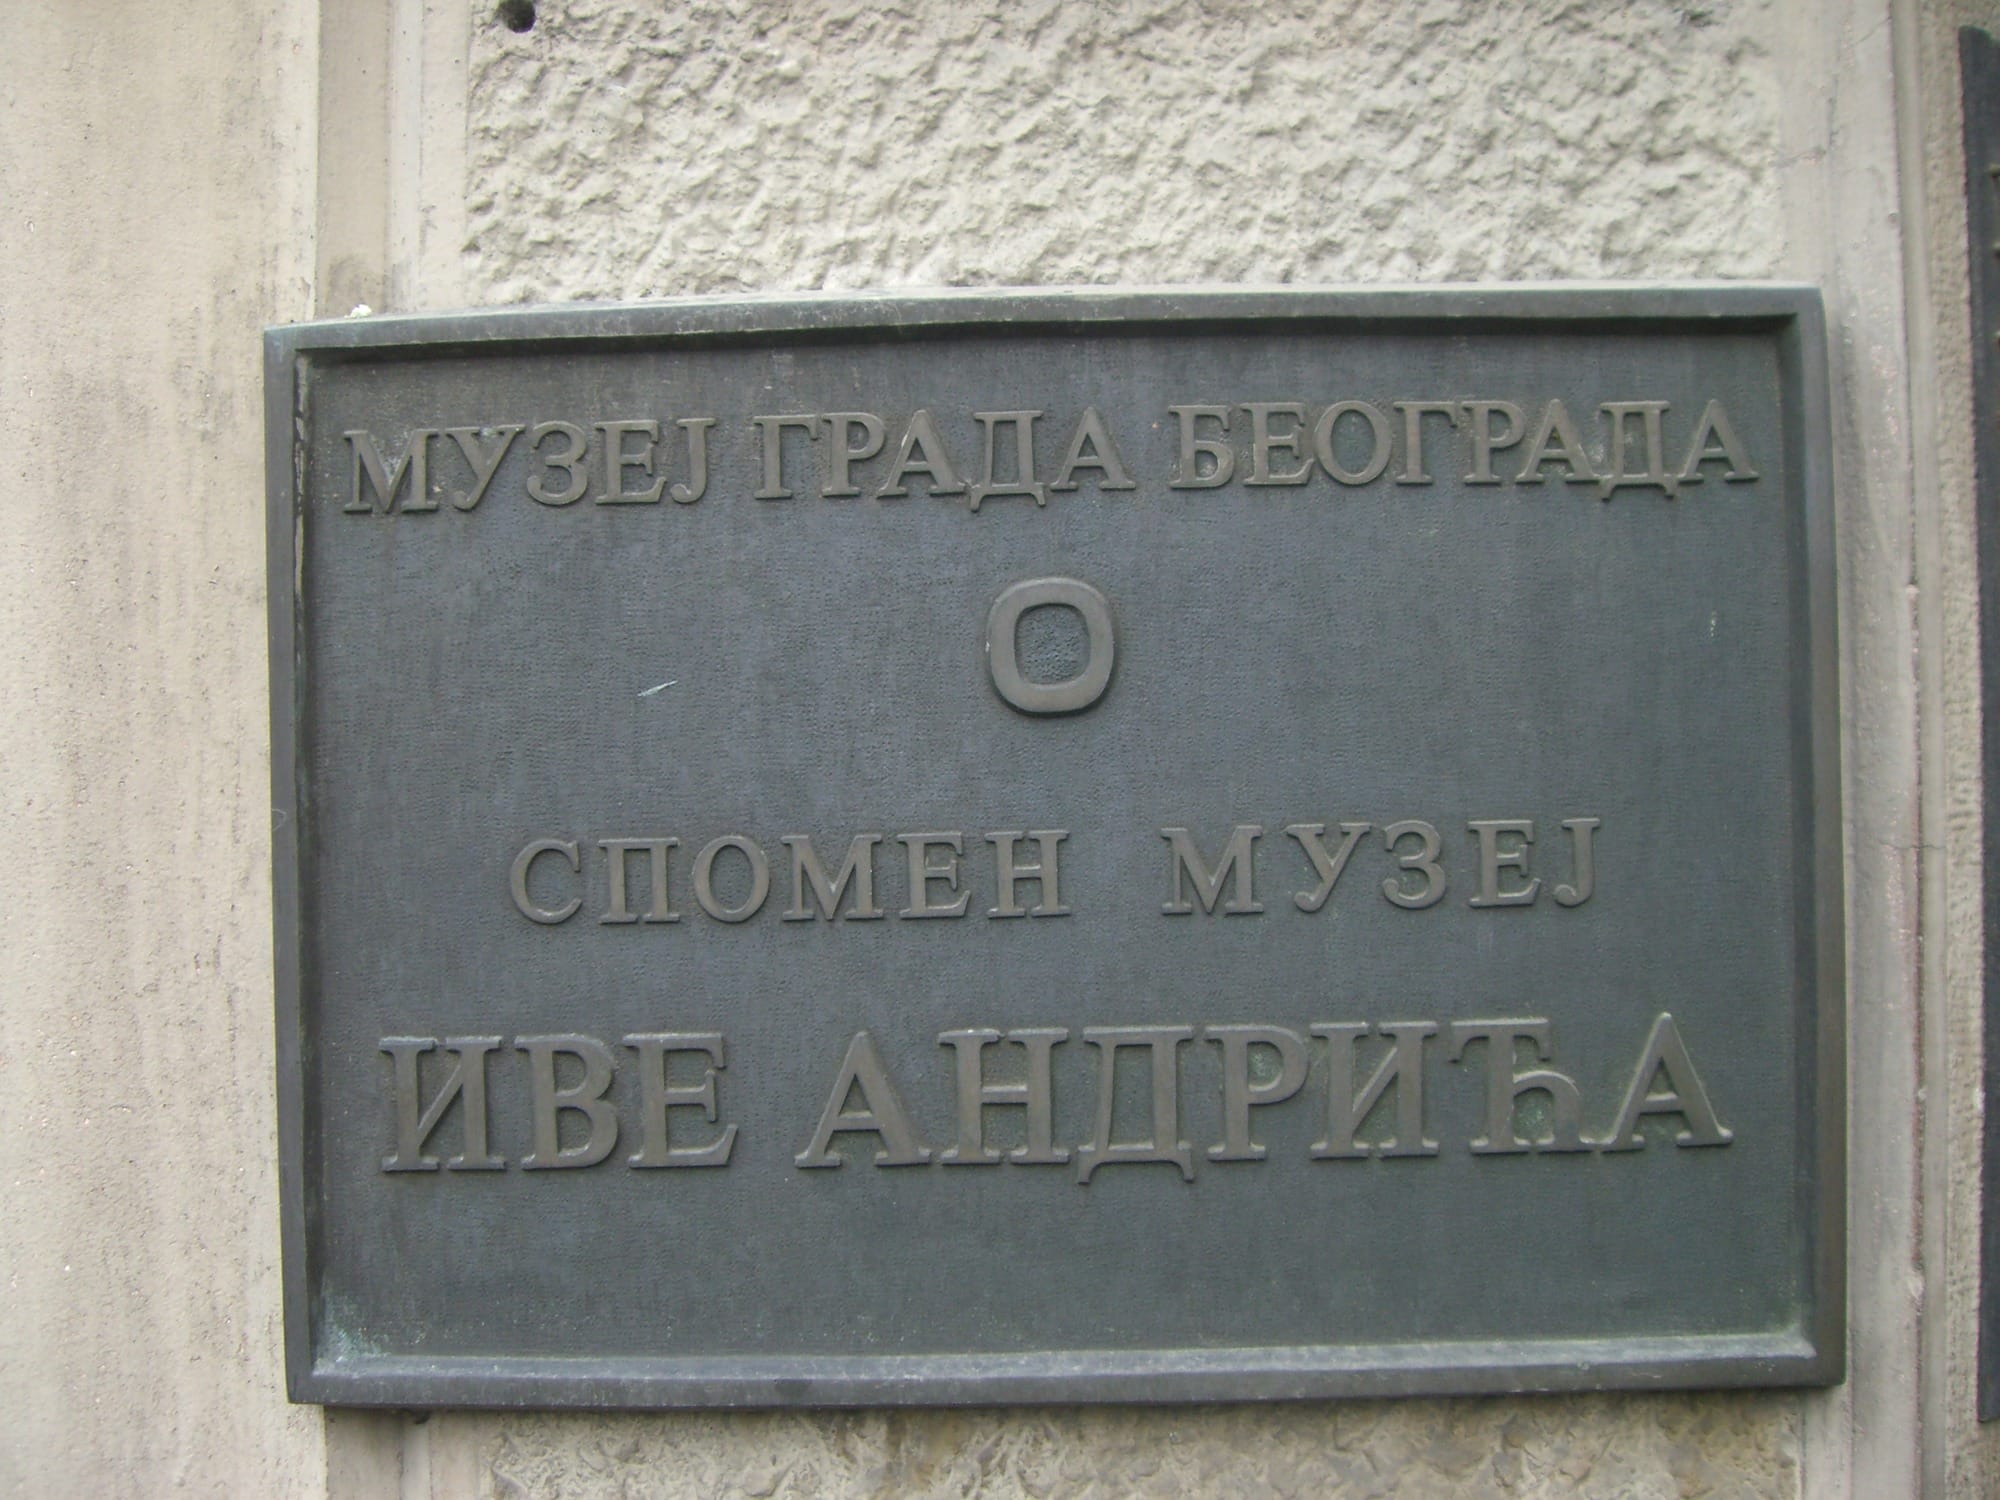 МУЗЕЈ ГРАДА БЕОГРАДА
О
СПОМЕН МУЗЕЈ
ИВЕ АНДРИЋА